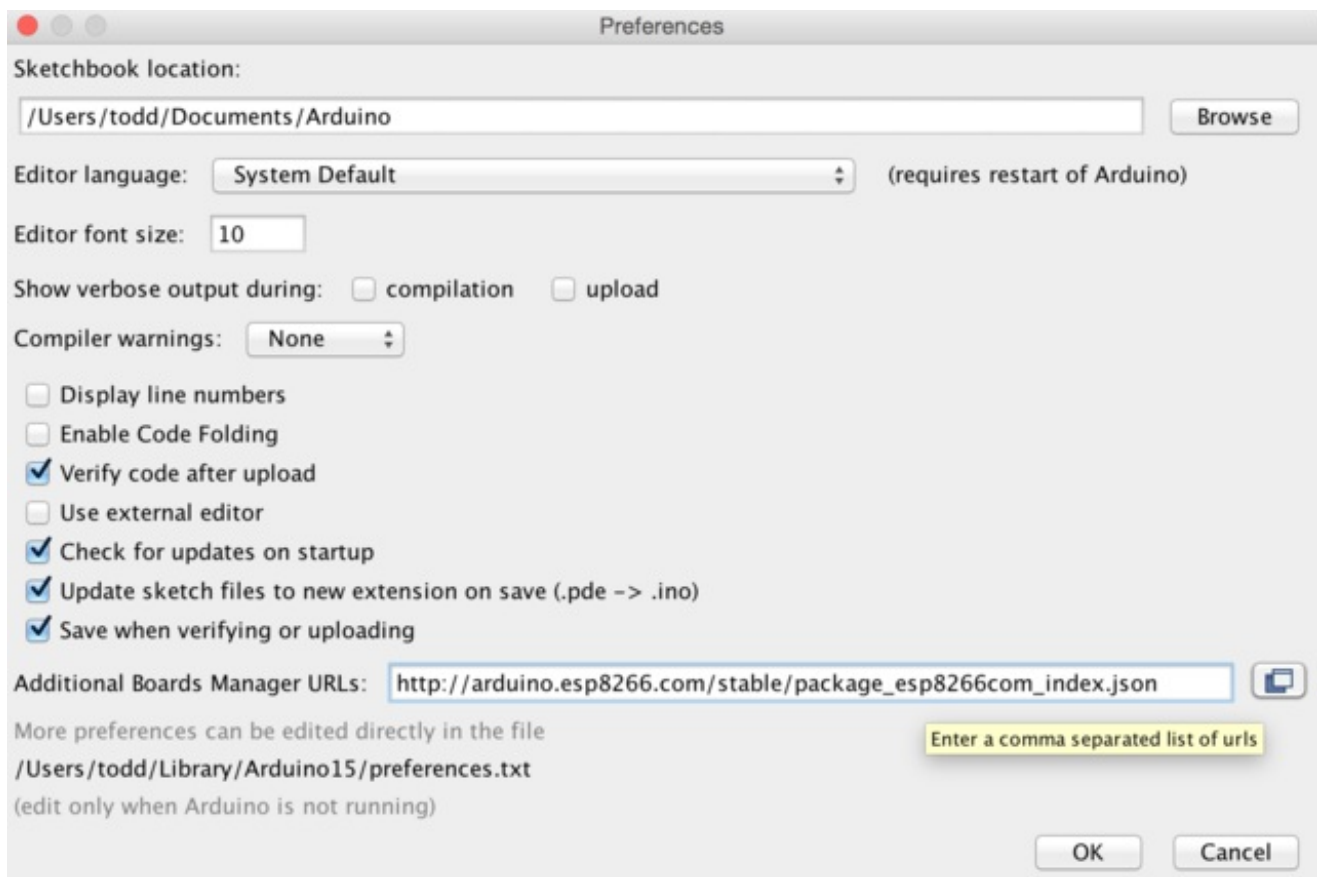 Preferences
Sketchbook location:
/Users/todd/Documents/Arduino Browse
Editor language: System Default (requires restart of Arduino)
Editor font size: 10
Show verbose output during: compilation upload
Compiler warnings: None
Display line numbers
Enable Code Folding
Verify code after upload
Use external editor
Check for updates on startup
Update sketch files to new extension on save (.pde -> .ino)
Save when verifying or uploading
Additional Boards Manager URLs: http://arduino.esp8266.com/stable/package_esp8266com_index.json
More preferences can be edited directly in the file
Enter a comma separated list of urls
/Users/todd/Library/Arduino15/preferences.txt
(edit only when Arduino is not running)
OK Cancel